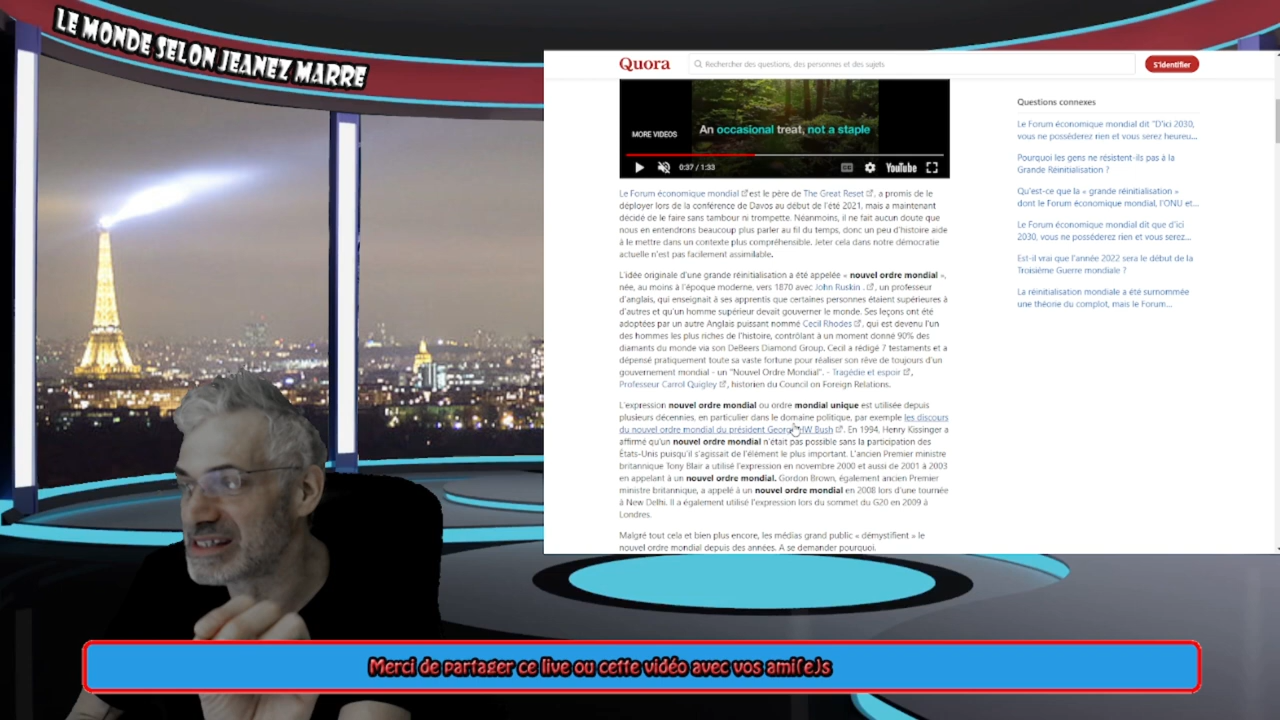 LE MONDE SELON JEANEZ MARRE
Quora
Rechercher des questions, des personnes et des sujets
S'identifier
An occasional treat, not a staple
MORE VIDEOS
0:37 / 1:33
YouTube
Le Forum économique mondial est le père de The Great Reset , a promis de le
déployer lors de la conférence de Davos au début de l'été 2021, mais a maintenant
décidé de le faire sans tambour ni trompette. Néanmoins, il ne fait aucun doute que
nous en entendrons beaucoup plus parler au fil du temps, donc un peu d'histoire aide
à le mettre dans un contexte plus compréhensible. Jeter cela dans notre démocratie
actuelle n'est pas facilement assimilable.
L'idée originale d'une grande réinitialisation a été appelée « nouvel ordre mondial »,
née, au moins à l'époque moderne, vers 1870 avec John Ruskin . , un professeur
d'anglais, qui enseignait à ses apprentis que certaines personnes étaient supérieures à
d'autres et qu'un homme supérieur devait gouverner le monde. Ses leçons ont été
adoptées par un autre Anglais puissant nommé Cecil Rhodes , qui est devenu l'un
des hommes les plus riches de l'histoire, contrôlant à un moment donné 90% des
diamants du monde via son DeBeers Diamond Group. Cecil a rédigé 7 testaments et a
dépensé pratiquement toute sa vaste fortune pour réaliser son rêve de toujours d'un
gouvernement mondial - un "Nouvel Ordre Mondial". - Tragédie et espoir ,
Professeur Carrol Quigley , historien du Council on Foreign Relations.
L'expression nouvel ordre mondial ou ordre mondial unique est utilisée depuis
plusieurs décennies, en particulier dans le domaine politique, par exemple les discours
du nouvel ordre mondial du président George HW Bush . En 1994, Henry Kissinger a
affirmé qu'un nouvel ordre mondial n'était pas possible sans la participation des
États-Unis puisqu'il s'agissait de l'élément le plus important. L'ancien Premier ministre
britannique Tony Blair a utilisé l'expression en novembre 2000 et aussi de 2001 à 2003
en appelant à un nouvel ordre mondial. Gordon Brown, également ancien Premier
ministre britannique, a appelé à un nouvel ordre mondial en 2008 lors d'une tournée
à New Delhi. Il a également utilisé l'expression lors du sommet du G20 en 2009 à
Londres.
Malgré tout cela et bien plus encore, les médias grand public « démystifient » le
nouvel ordre mondial depuis des années. A se demander pourquoi.
Questions connexes
Le Forum économique mondial dit "D'ici 2030,
vous ne posséderez rien et vous serez heureu...
Pourquoi les gens ne résistent-ils pas à la
Grande Réinitialisation ?
Qu'est-ce que la « grande réinitialisation »
dont le Forum économique mondial, l'ONU et...
Le Forum économique mondial dit que d'ici
2030, vous ne posséderez rien et vous serez...
Est-il vrai que l'année 2022 sera le début de la
Troisième Guerre mondiale ?
La réinitialisation mondiale a été surnommée
une théorie du complot, mais le Forum...
Merci de partager ce live ou cette vidéo avec vos ami(e)s